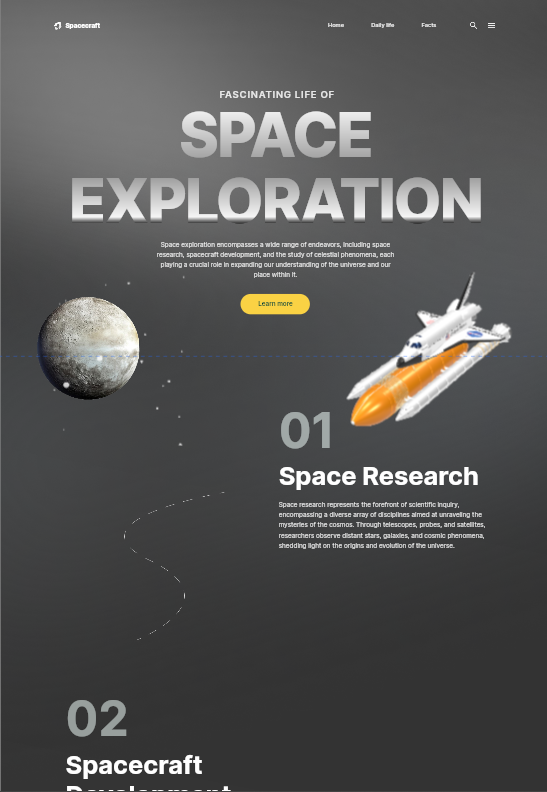 Spacecraft
Home Daily life Facts
FASCINATING LIFE OF
SPACE
EXPLORATION
Space exploration encompasses a wide range of endeavors, including space
research, spacecraft development, and the study of celestial phenomena, each
playing a crucial role in expanding our understanding of the universe and our
place within it.
Learn more
01
Space Research
Space research represents the forefront of scientific inquiry,
encompassing a diverse array of disciplines aimed at unraveling the
mysteries of the cosmos. Through telescopes, probes, and satellites,
researchers observe distant stars, galaxies, and cosmic phenomena,
shedding light on the origins and evolution of the universe.
02
Spacecraft
Development